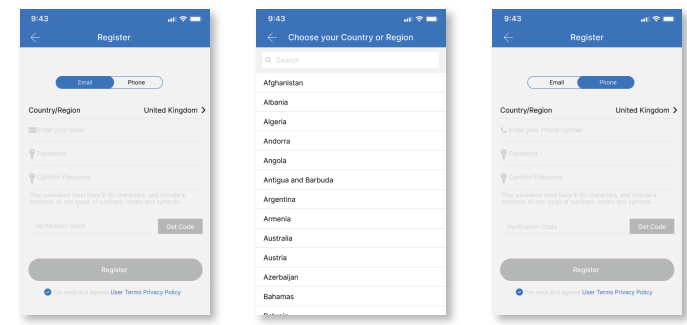 9:43
Register
Email
Phone
Country/Region
United Kingdom
Enter your Email
Password
Confirm Password
Your password must have 8-20 characters, and include a
minimum of two types of numbers, letters and symbols
Verification Code
Get Code
Register
I've read and agreed User Terms Privacy Policy
9:43
Choose your Country or Region
Search
Afghanistan
Albania
Algeria
Andorra
Angola
Antigua and Barbuda
Argentina
Armenia
Australia
Austria
Azerbaijan
Bahamas
9:43
Register
Email
Phone
Country/Region
United Kingdom
Enter your Phone number
Password
Confirm Password
Your password must have 8-20 characters, and include a
minimum of two types of numbers, letters and symbols
Verification Code
Get Code
Register
I've read and agreed User Terms Privacy Policy